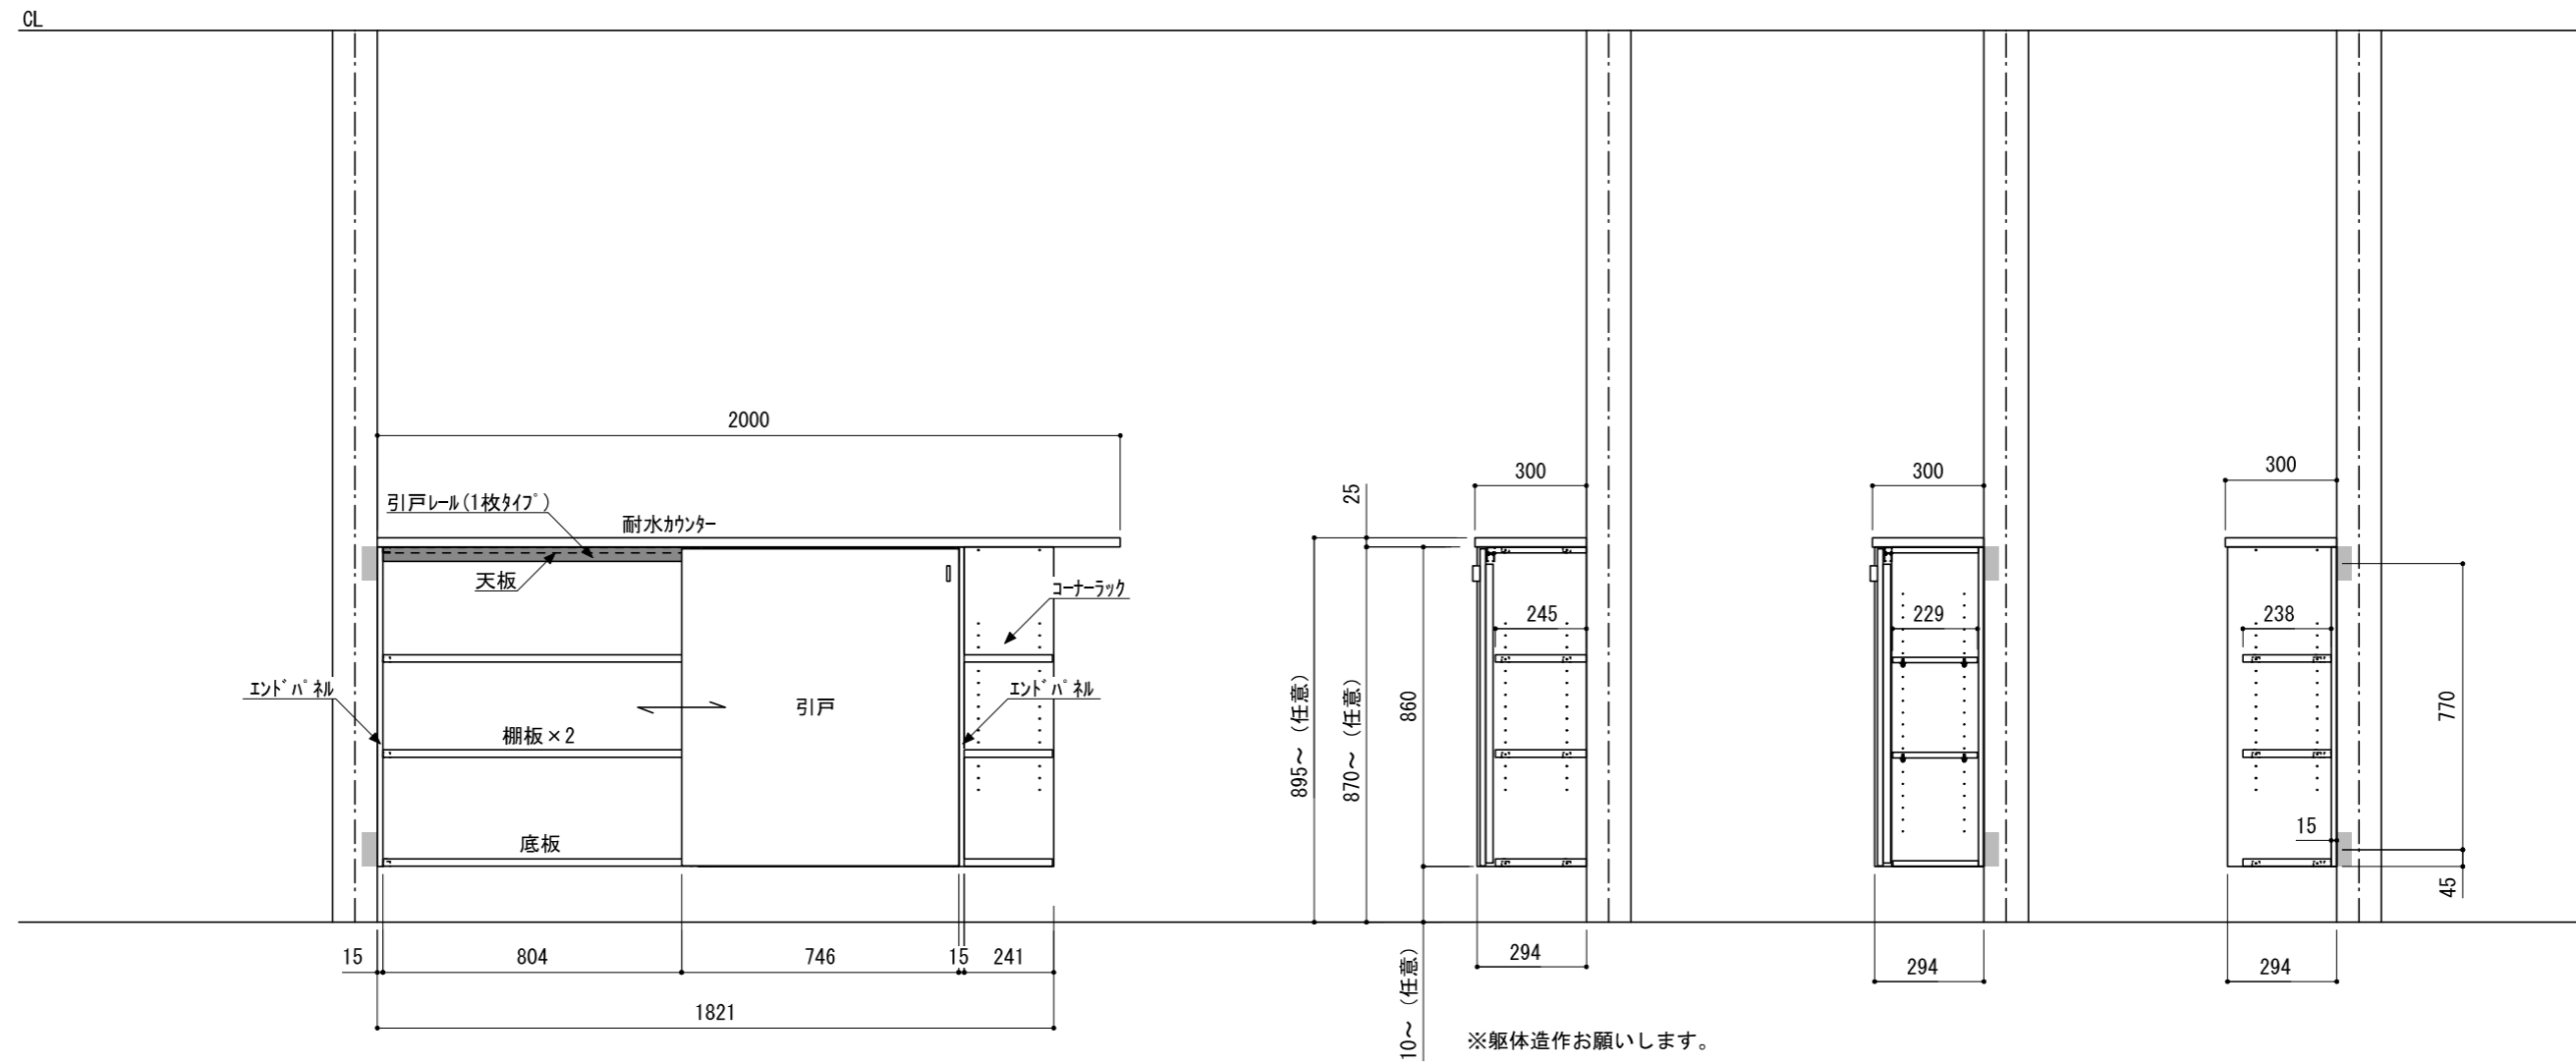 CL
2000
引戸ﾚｰﾙ(1枚ﾀｲﾌﾟ)
耐水ｶｳﾝﾀｰ
天板
ｺｰﾅｰﾗｯｸ
ｴﾝﾄﾞﾊﾟﾈﾙ
ｴﾝﾄﾞﾊﾟﾈﾙ
引戸
棚板×2
底板
15
804
746
15
241
1821
300
25
245
895～（任意）
870～（任意）
860
10～（任意）
294
300
229
294
300
238
770
15
45
294
※躯体造作お願いします。